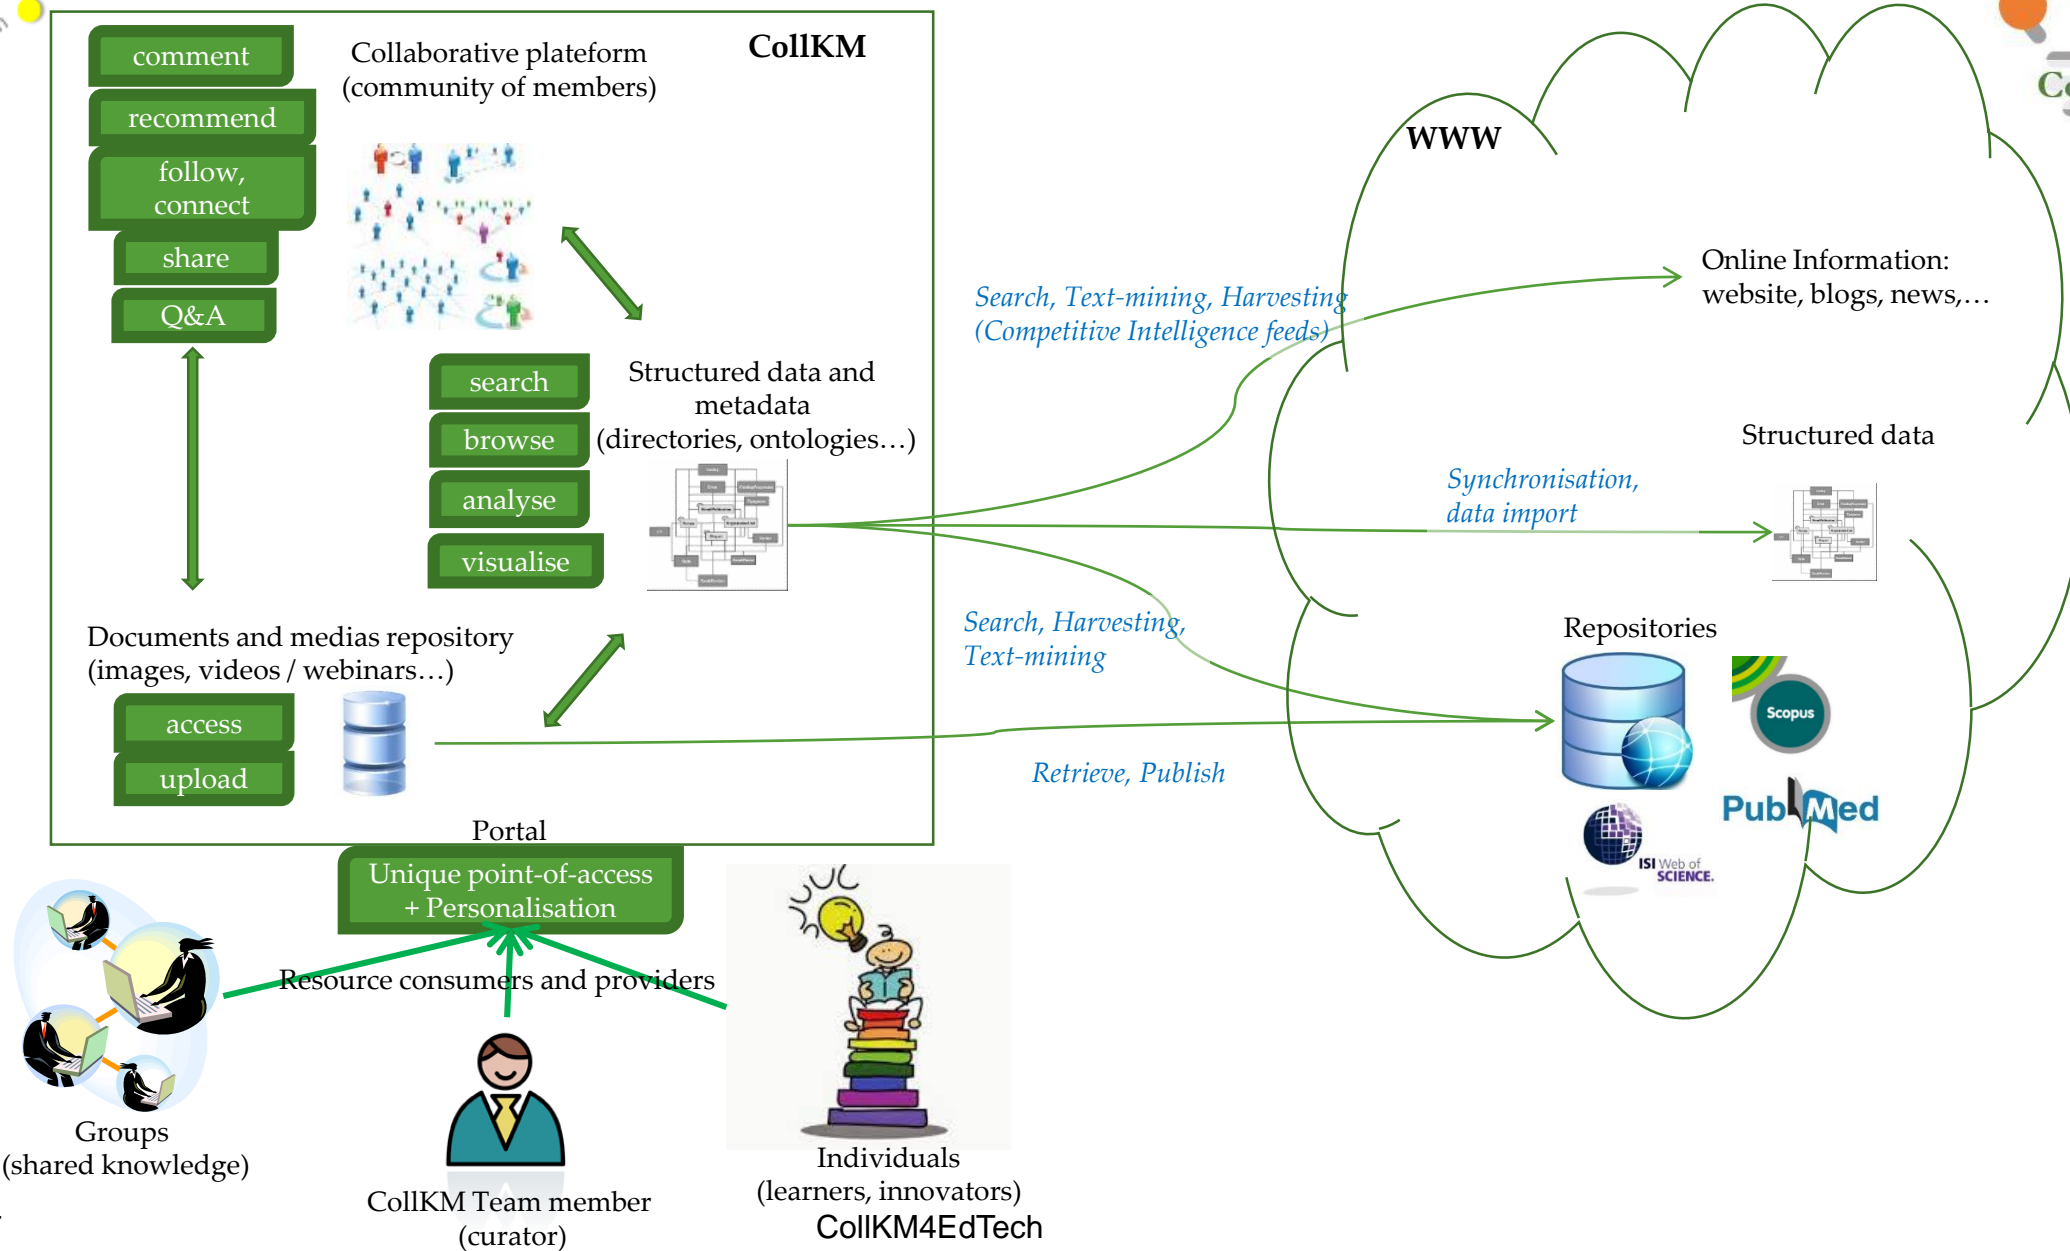 comment
recommend
follow,
connect
share
Q&A
Collaborative plateform
(community of members)
CollKM
search
browse
analyse
visualise
Structured data and
metadata
(directories, ontologies…)
Documents and medias repository
(images, videos / webinars…)
access
upload
Portal
Unique point-of-access
+ Personalisation
Resource consumers and providers
Groups
(shared knowledge)
CollKM Team member
(curator)
Individuals
(learners, innovators)
CollKM4EdTech
Search, Text-mining, Harvesting
(Competitive Intelligence feeds)
Synchronisation,
data import
Search, Harvesting,
Text-mining
Retrieve, Publish
WWW
Online Information:
website, blogs, news,…
Structured data
Repositories
Scopus
PubMed
ISI Web of
SCIENCE.